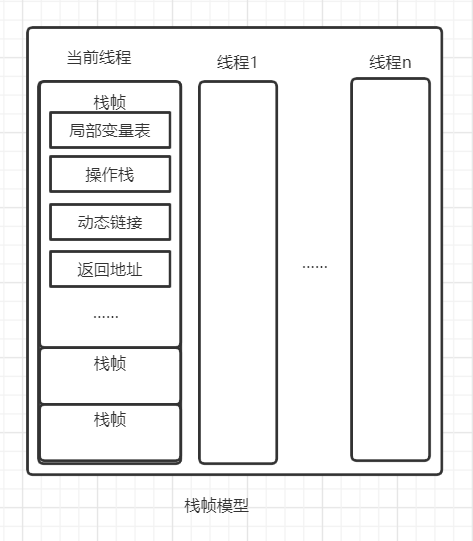 当前线程
线程1
线程n
栈帧
局部变量表
操作栈
动态链接
返回地址
......
......
栈帧
栈帧
栈帧模型